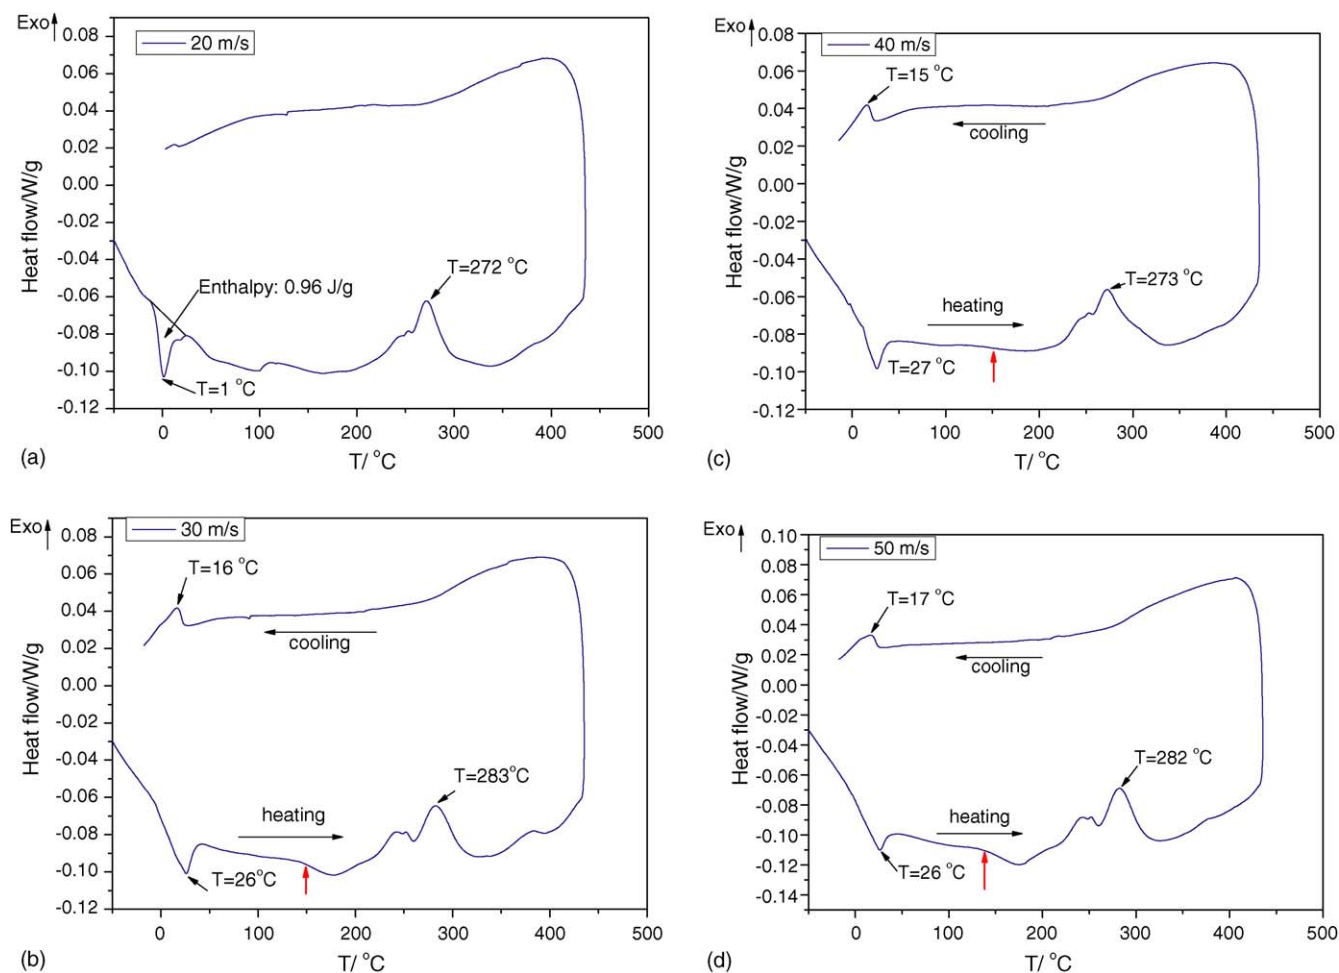 Exo
20 m/s
0.08
0.06
0.04
0.02
0.00
-0.02
-0.04
-0.06
-0.08
-0.10
-0.12
Heat flow/W/g
T=272 °C
Enthalpy: 0.96 J/g
T=1 °C
0 100 200 300 400 500
(a)
T/ °C
Exo
40 m/s
0.08
0.06
0.04
0.02
0.00
-0.02
-0.04
-0.06
-0.08
-0.10
-0.12
Heat flow/W/g
T=15 °C
cooling
T=273 °C
heating
T=27 °C
0 100 200 300 400 500
(c)
T/ °C
Exo
30 m/s
0.08
0.06
0.04
0.02
0.00
-0.02
-0.04
-0.06
-0.08
-0.10
-0.12
Heat flow/W/g
T=16 °C
cooling
T=283°C
heating
T=26°C
0 100 200 300 400 500
(b)
T/ °C
Exo
50 m/s
0.10
0.08
0.06
0.04
0.02
0.00
-0.02
-0.04
-0.06
-0.08
-0.10
-0.12
-0.14
Heat flow/W/g
T=17 °C
cooling
T=282 °C
heating
T=26 °C
0 100 200 300 400 500
(d)
T/ °C